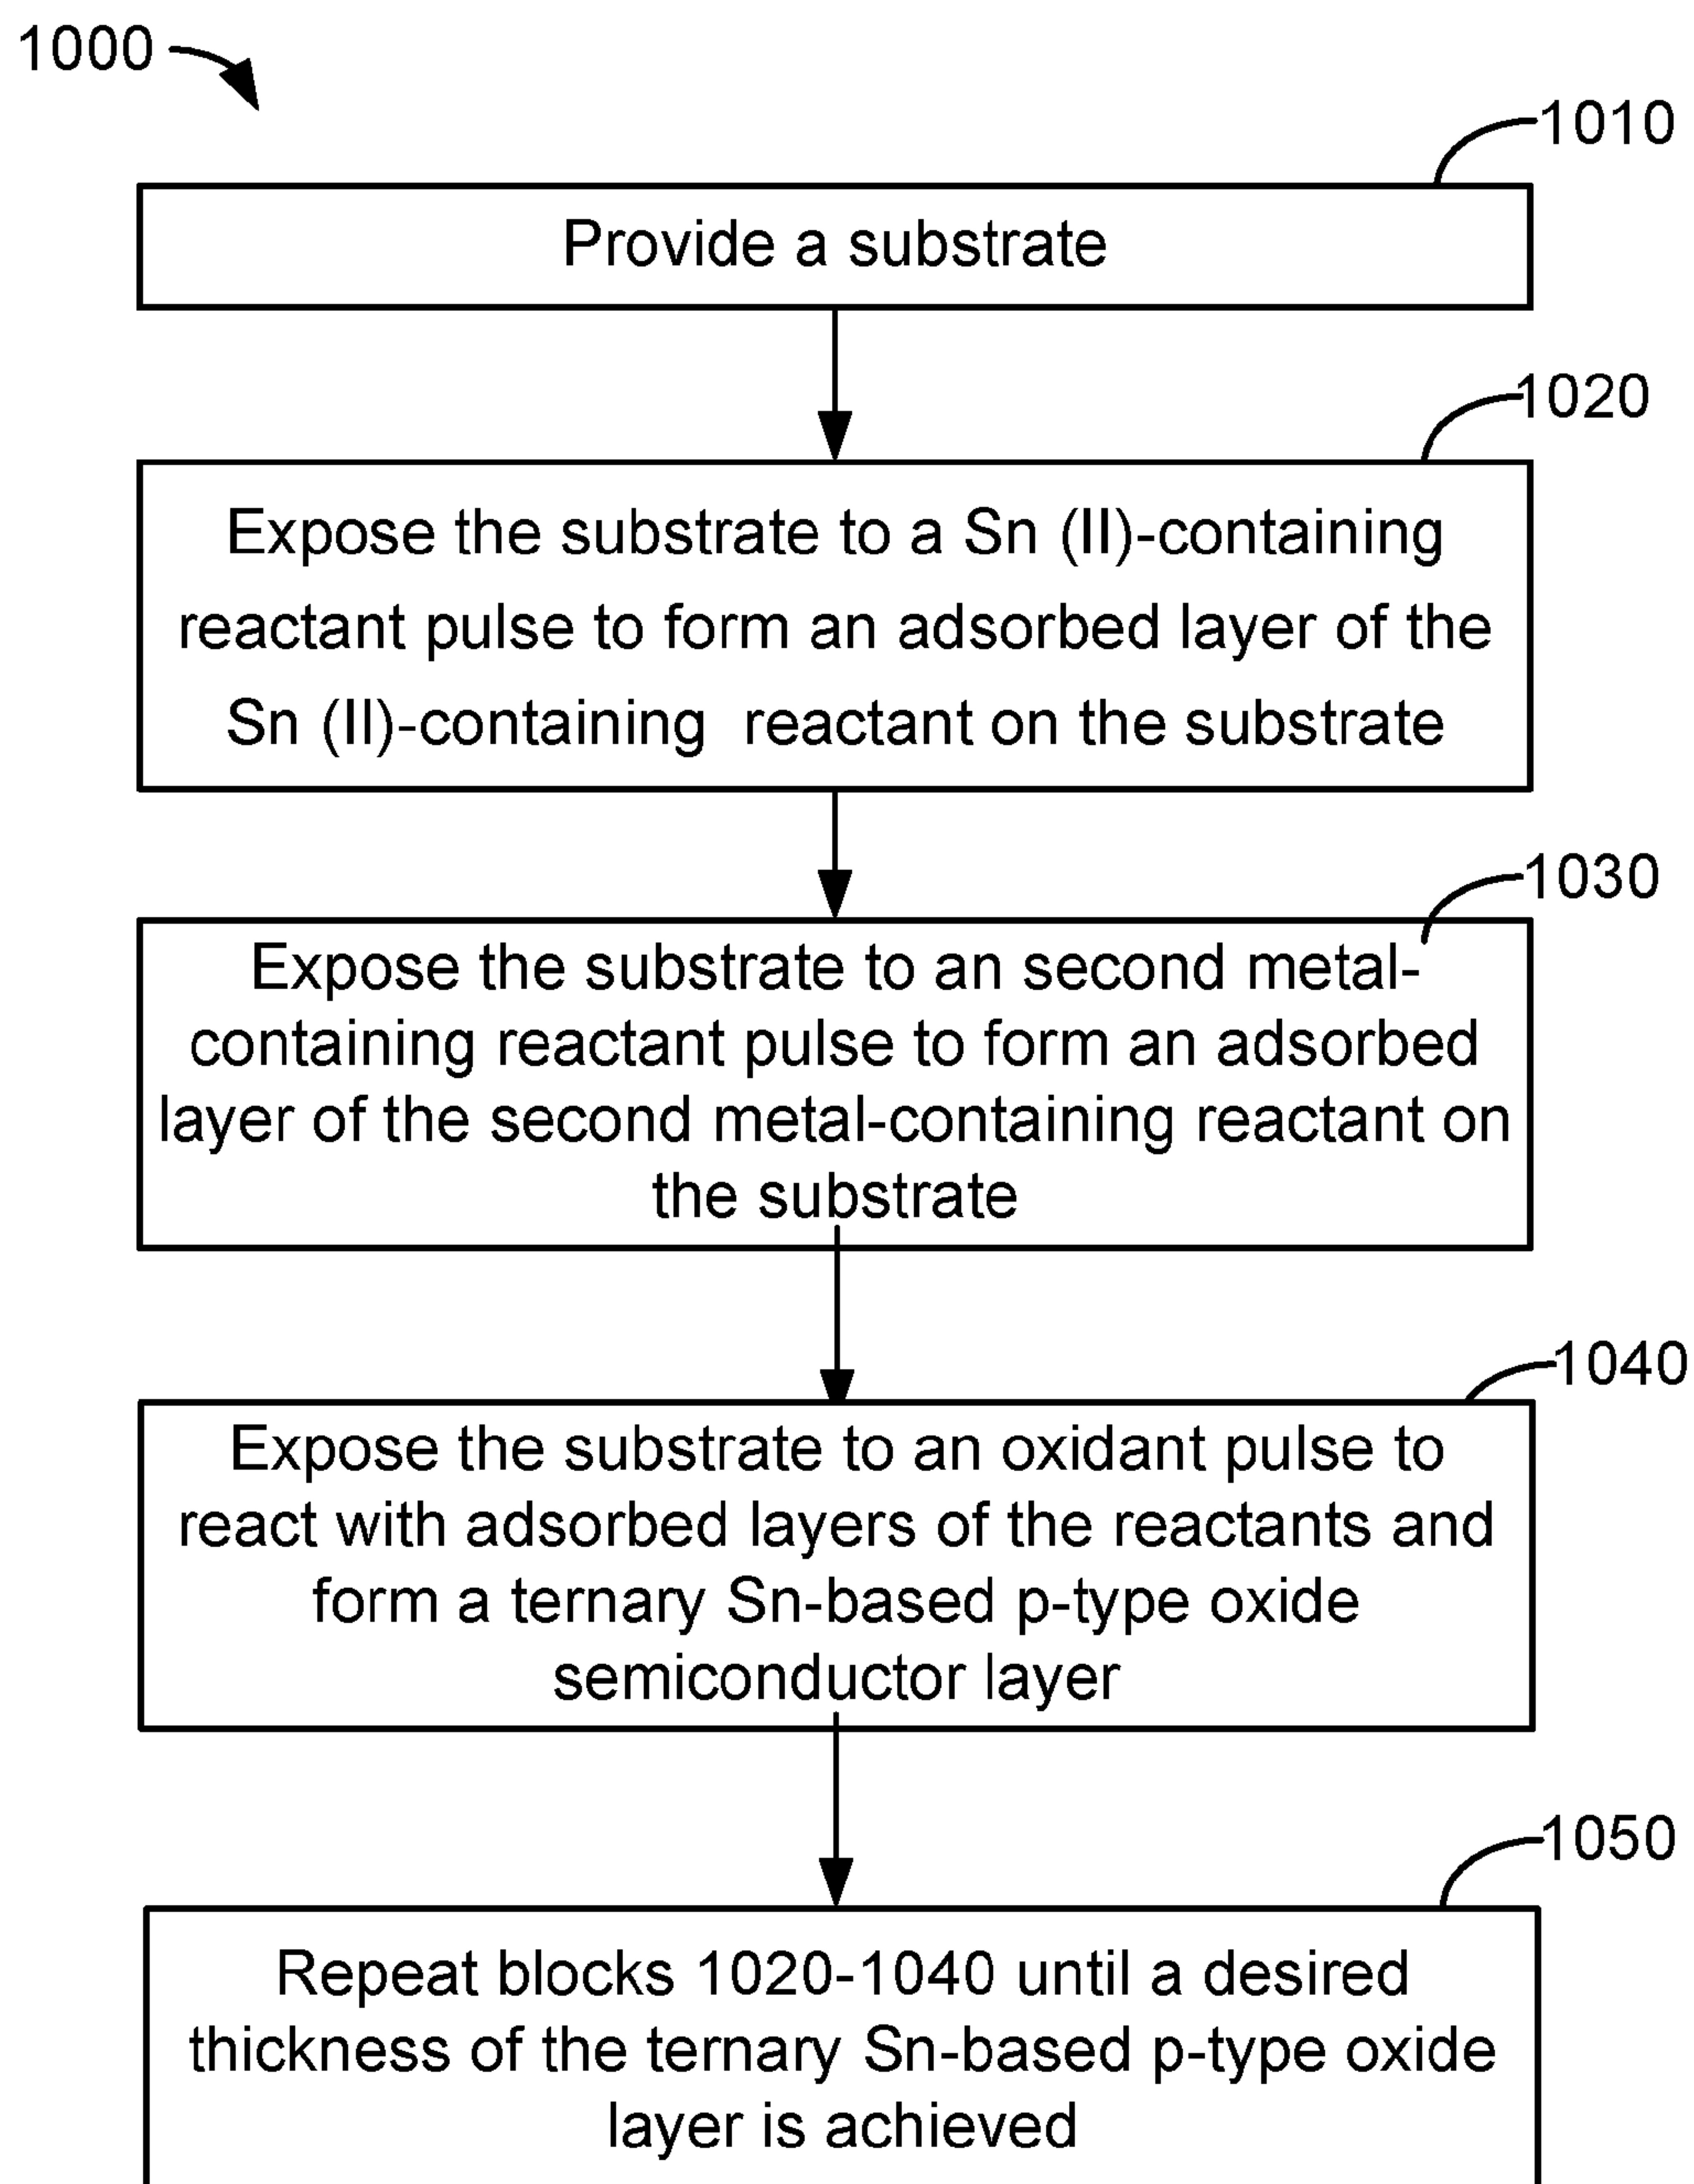 1000
1010
Provide a substrate
1020
Expose the substrate to a Sn (II)-containing
reactant pulse to form an adsorbed layer of the
Sn (II)-containing reactant on the substrate
1030
Expose the substrate to an second metal-
containing reactant pulse to form an adsorbed
layer of the second metal-containing reactant on
the substrate
1040
Expose the substrate to an oxidant pulse to
react with adsorbed layers of the reactants and
form a ternary Sn-based p-type oxide
semiconductor layer
1050
Repeat blocks 1020-1040 until a desired
thickness of the ternary Sn-based p-type oxide
layer is achieved